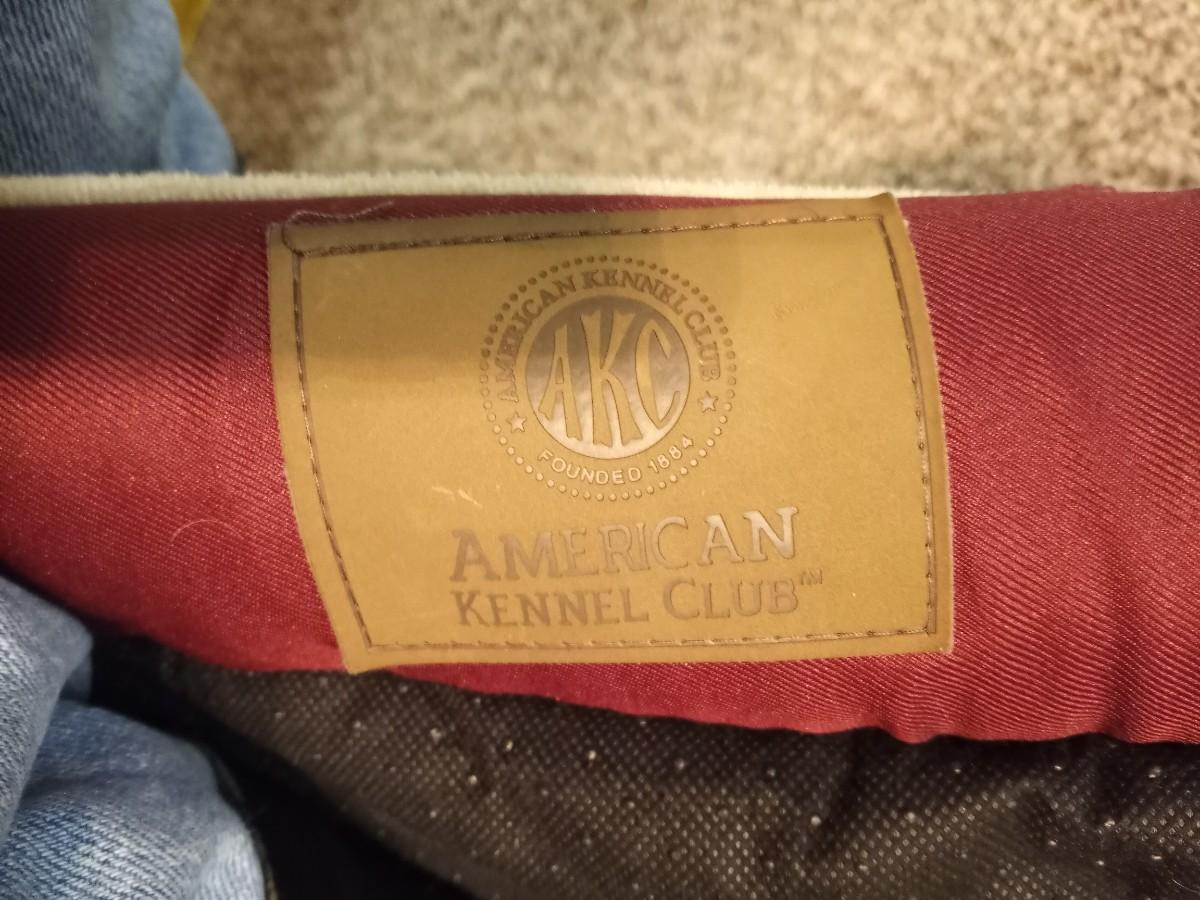 AMERICAN KENNEL CLUB
AKC
FOUNDED 1884
AMERICAN
KENNEL CLUB™